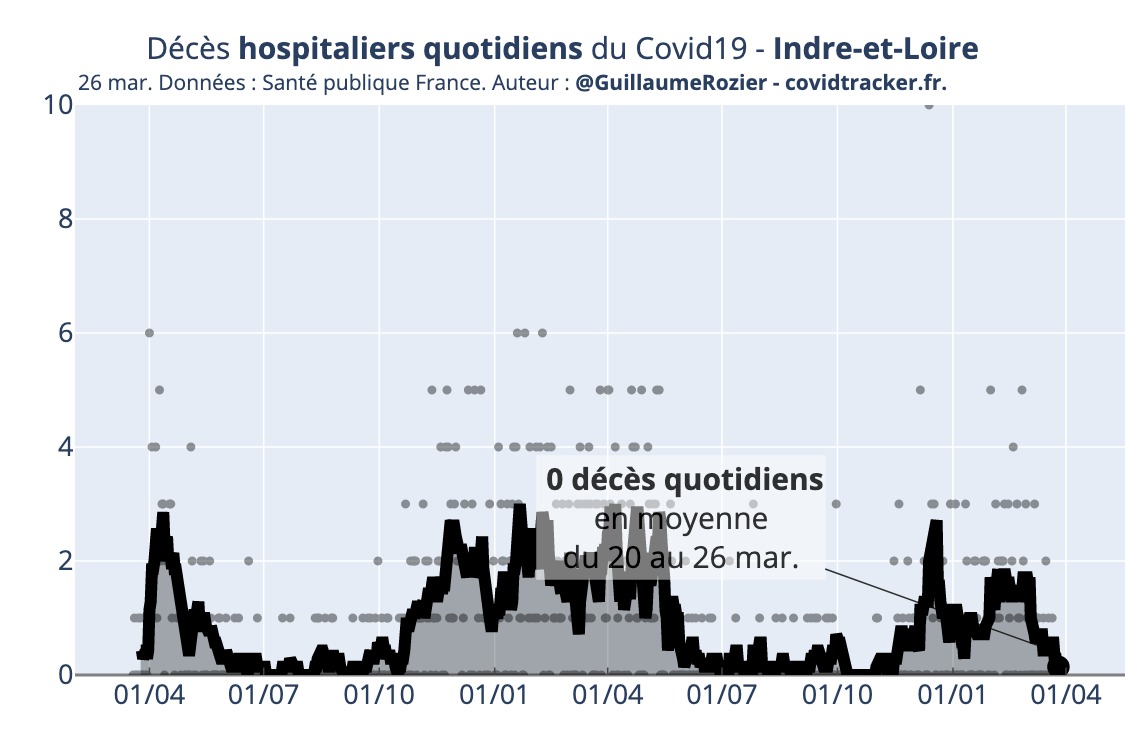 Décès hospitaliers quotidiens du Covid19 - Indre-et-Loire
26 mar. Données : Santé publique France. Auteur : @GuillaumeRozier - covidtracker.fr.
10
8
6
4
0 décès quotidiens
en moyenne
du 20 au 26 mar.
2
0
01/04 01/07 01/10 01/01 01/04 01/07 01/10 01/01 01/04